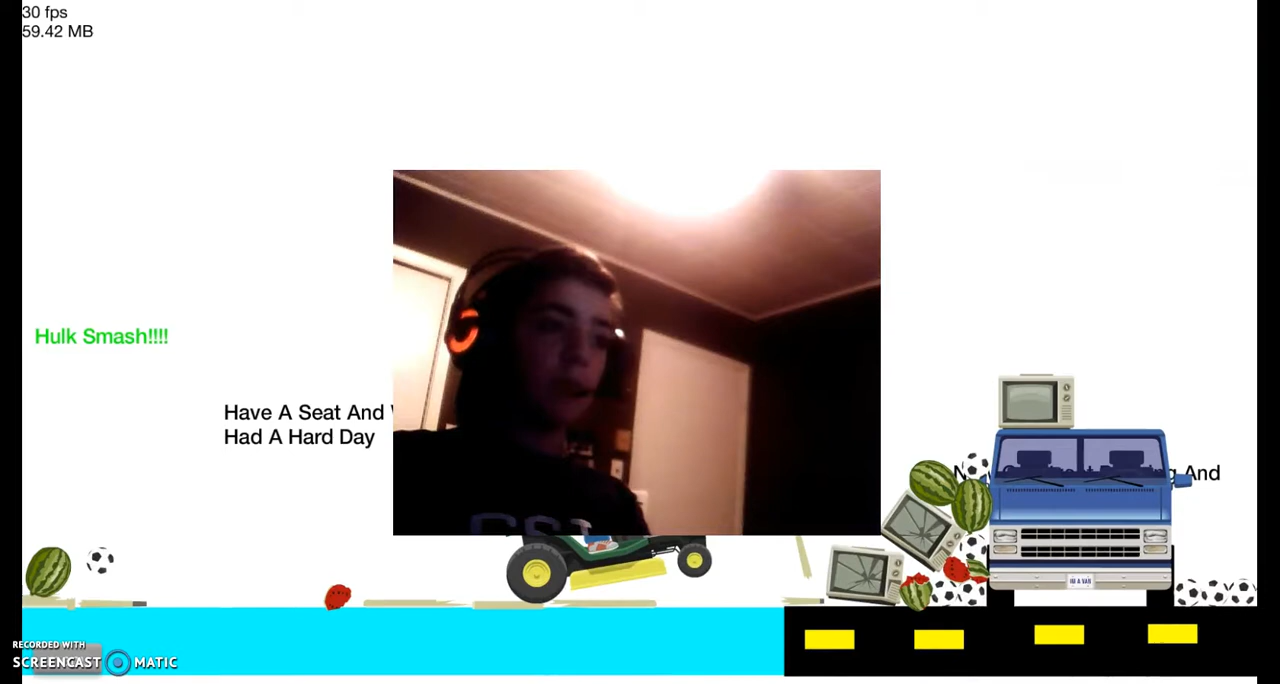 30 fps
59.42 MB
Hulk Smash!!!!
Have A Seat And
Had A Hard Day
And
RECORDED WITH
SCREENCAST MATIC